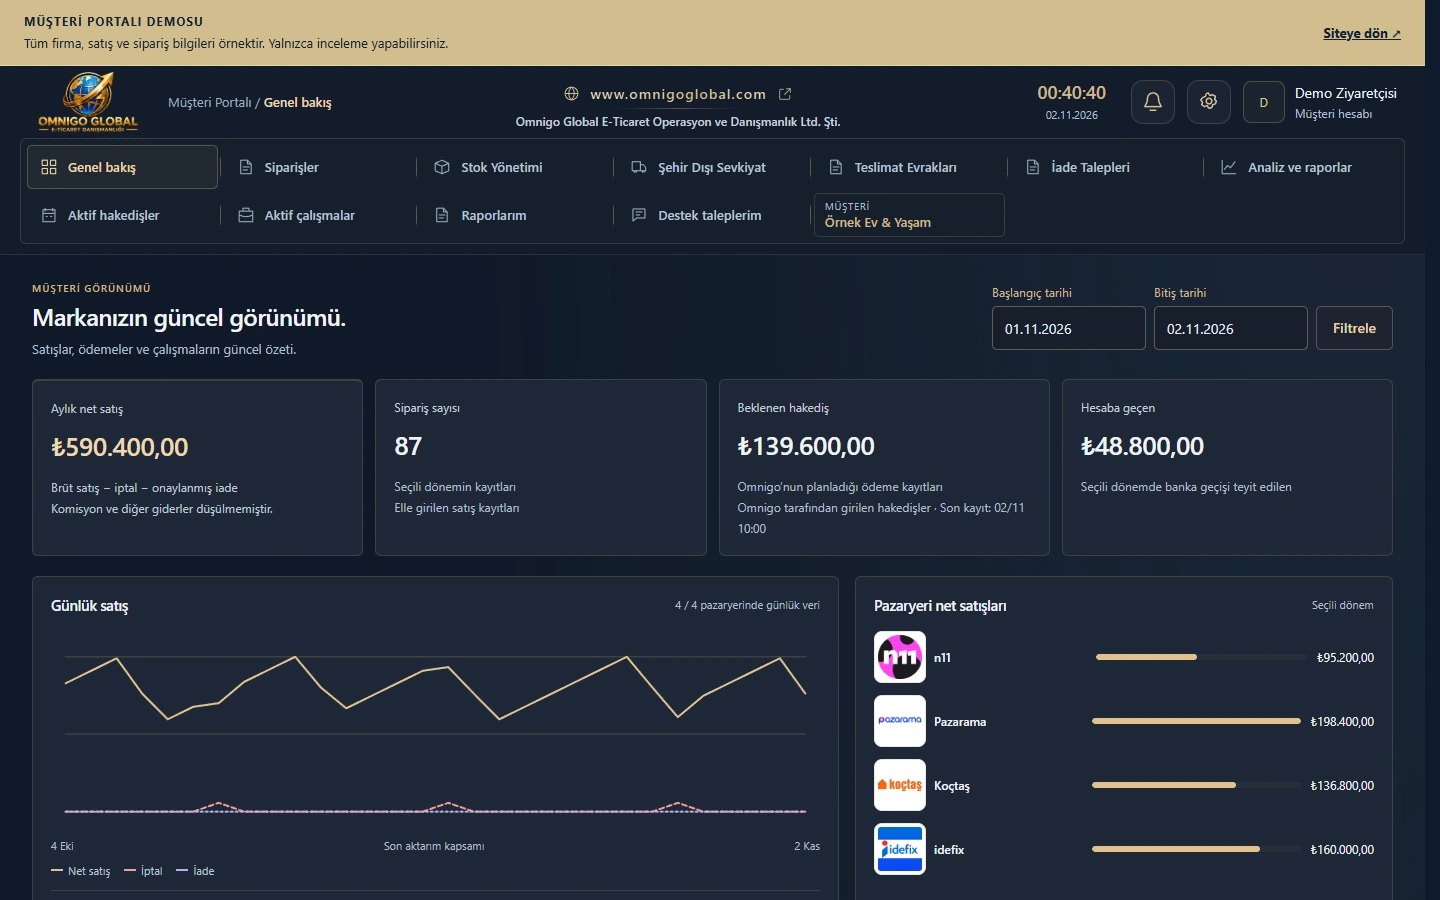 MÜŞTERİ PORTALI DEMOSU
Tüm firma, satış ve sipariş bilgileri örnektir. Yalnızca inceleme yapabilirsiniz.
Siteye dön ↗
OMNIGO GLOBAL
E-TİCARET DANIŞMANLIĞI
Müşteri Portalı / Genel bakış
www.omnigoglobal.com
Omnigo Global E-Ticaret Operasyon ve Danışmanlık Ltd. Şti.
00:40:40
02.11.2026
D
Demo Ziyaretçisi
Müşteri hesabı
Genel bakış
Siparişler
Stok Yönetimi
Şehir Dışı Sevkiyat
Teslimat Evrakları
İade Talepleri
Analiz ve raporlar
Aktif hakedişler
Aktif çalışmalar
Raporlarım
Destek taleplerim
MÜŞTERİ
Örnek Ev & Yaşam
MÜŞTERİ GÖRÜNÜMÜ
Markanızın güncel görünümü.
Satışlar, ödemeler ve çalışmaların güncel özeti.
Başlangıç tarihi
01.11.2026
Bitiş tarihi
02.11.2026
Filtrele
Aylık net satış
₺590.400,00
Brüt satış − iptal − onaylanmış iade
Komisyon ve diğer giderler düşülmemiştir.
Sipariş sayısı
87
Seçili dönemin kayıtları
Elle girilen satış kayıtları
Beklenen hakediş
₺139.600,00
Omnigo'nun planladığı ödeme kayıtları
Omnigo tarafından girilen hakedişler · Son kayıt: 02/11
10:00
Hesaba geçen
₺48.800,00
Seçili dönemde banka geçişi teyit edilen
Günlük satış
4 / 4 pazaryerinde günlük veri
4 Eki
Son aktarım kapsamı
2 Kas
Net satış
İptal
İade
Pazaryeri net satışları
Seçili dönem
n11
n11
₺95.200,00
pazarama
Pazarama
₺198.400,00
koçtaş
Koçtaş
₺136.800,00
idefix
idefix
₺160.000,00